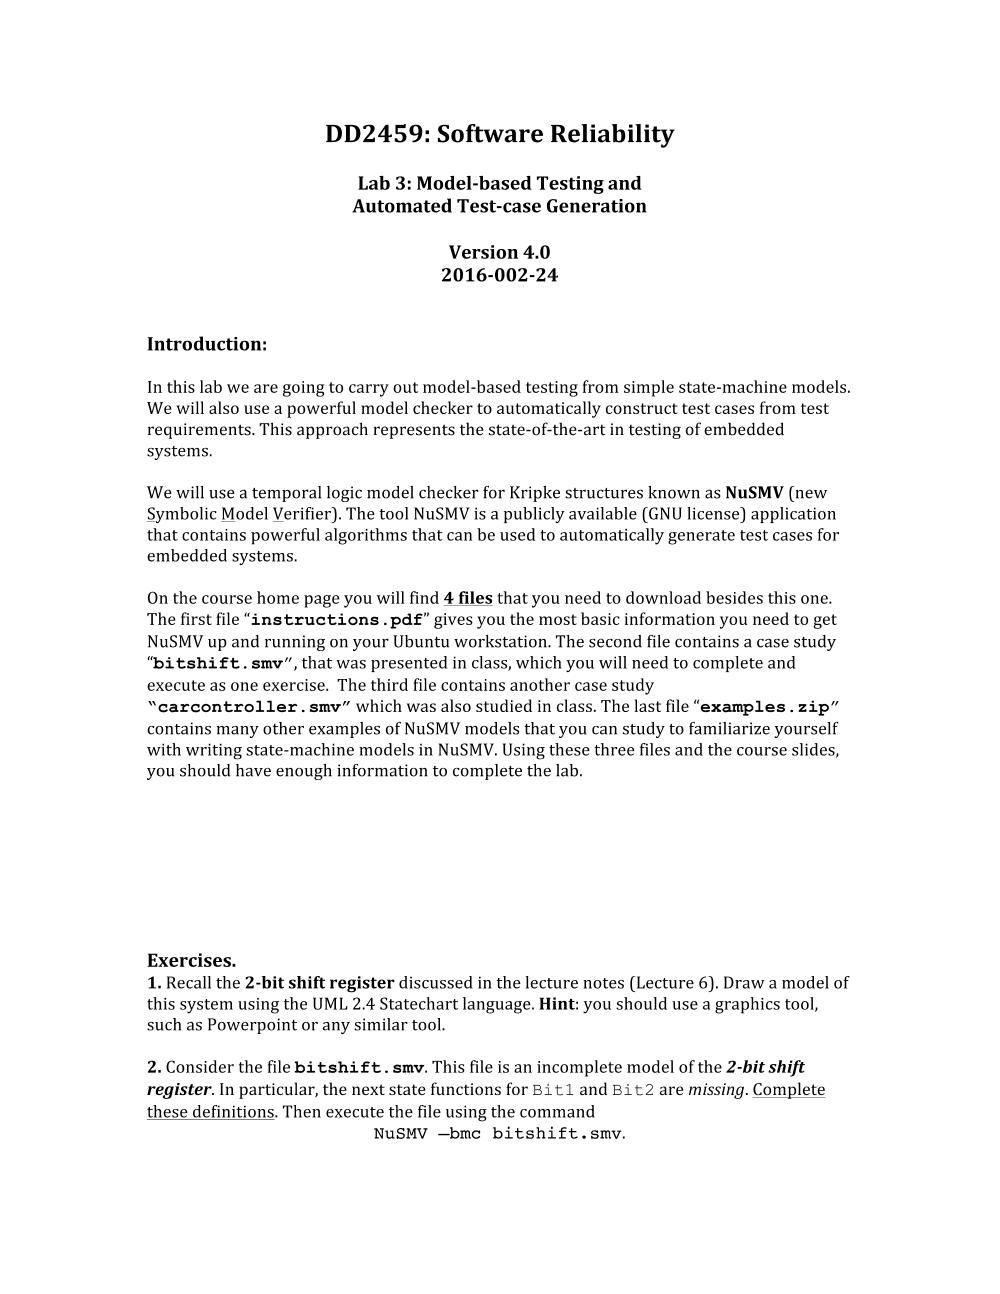 DD2459: Software Reliability
Lab 3: Model-based Testing and
Automated Test-case Generation
Version 4.0
2016-002-24
Introduction:
In this lab we are going to carry out model-based testing from simple state-machine models.
We will also use a powerful model checker to automatically construct test cases from test
requirements. This approach represents the state-of-the-art in testing of embedded
systems.
We will use a temporal logic model checker for Kripke structures known as NuSMV (new
Symbolic Model Verifier). The tool NuSMV is a publicly available (GNU license) application
that contains powerful algorithms that can be used to automatically generate test cases for
embedded systems.
On the course home page you will find 4 files that you need to download besides this one.
The first file “instructions.pdf” gives you the most basic information you need to get
NuSMV up and running on your Ubuntu workstation. The second file contains a case study
“bitshift.smv”, that was presented in class, which you will need to complete and
execute as one exercise.  The third file contains another case study
“carcontroller.smv” which was also studied in class. The last file “examples.zip”
contains many other examples of NuSMV models that you can study to familiarize yourself
with writing state-machine models in NuSMV. Using these three files and the course slides,
you should have enough information to complete the lab.
Exercises.
1. Recall the 2-bit shift register discussed in the lecture notes (Lecture 6). Draw a model of
this system using the UML 2.4 Statechart language. Hint: you should use a graphics tool,
such as Powerpoint or any similar tool.
2. Consider the file bitshift.smv. This file is an incomplete model of the 2-bit shift
register. In particular, the next state functions for Bit1 and Bit2 are missing. Complete
these definitions. Then execute the file using the command
NuSMV –bmc bitshift.smv.